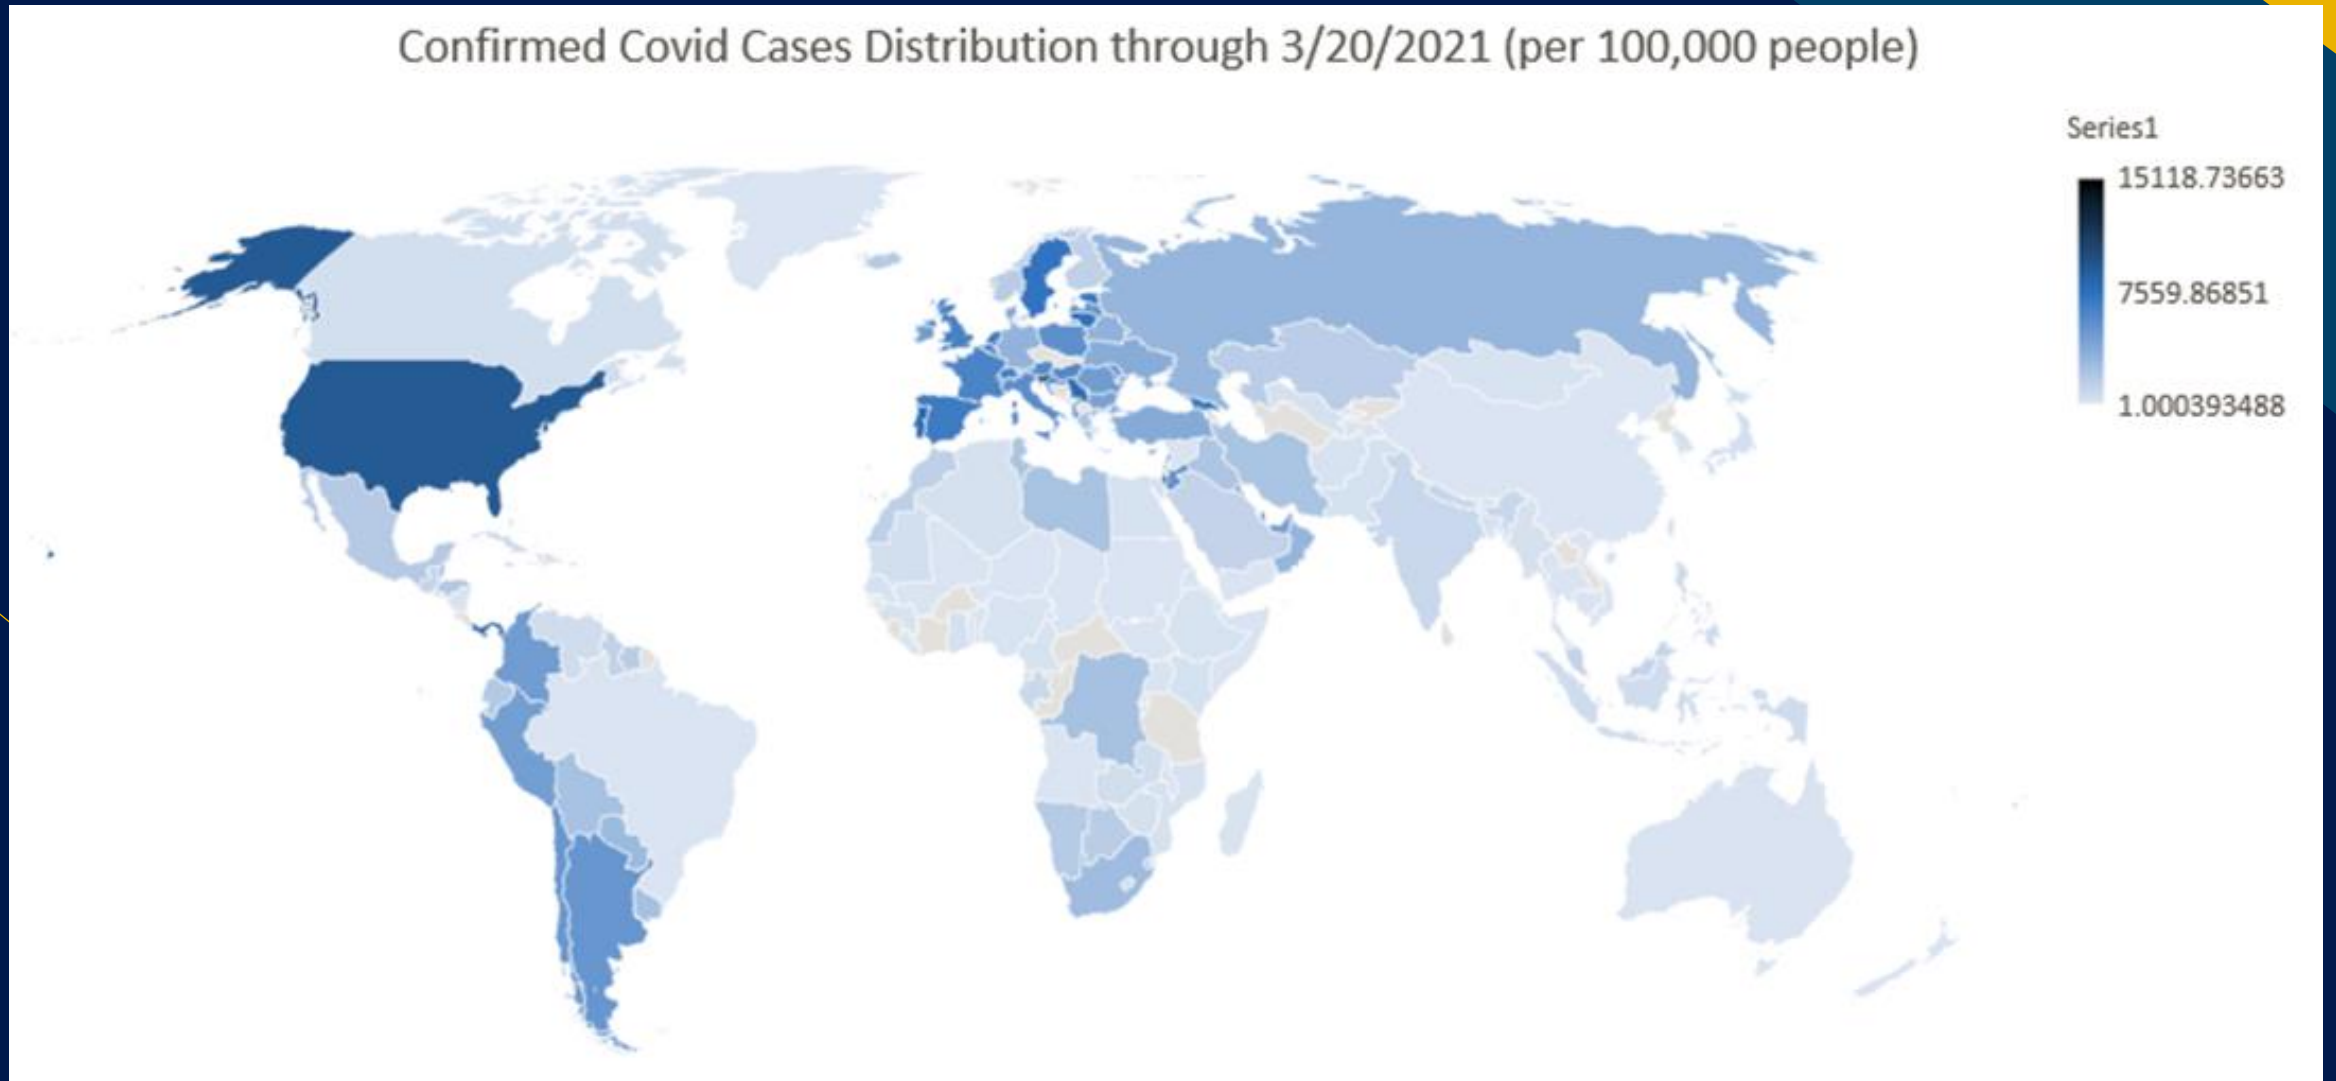 Confirmed Covid Cases Distribution through 3/20/2021 (per 100,000 people)
Series1
15118.73663
7559.86851
1.000393488